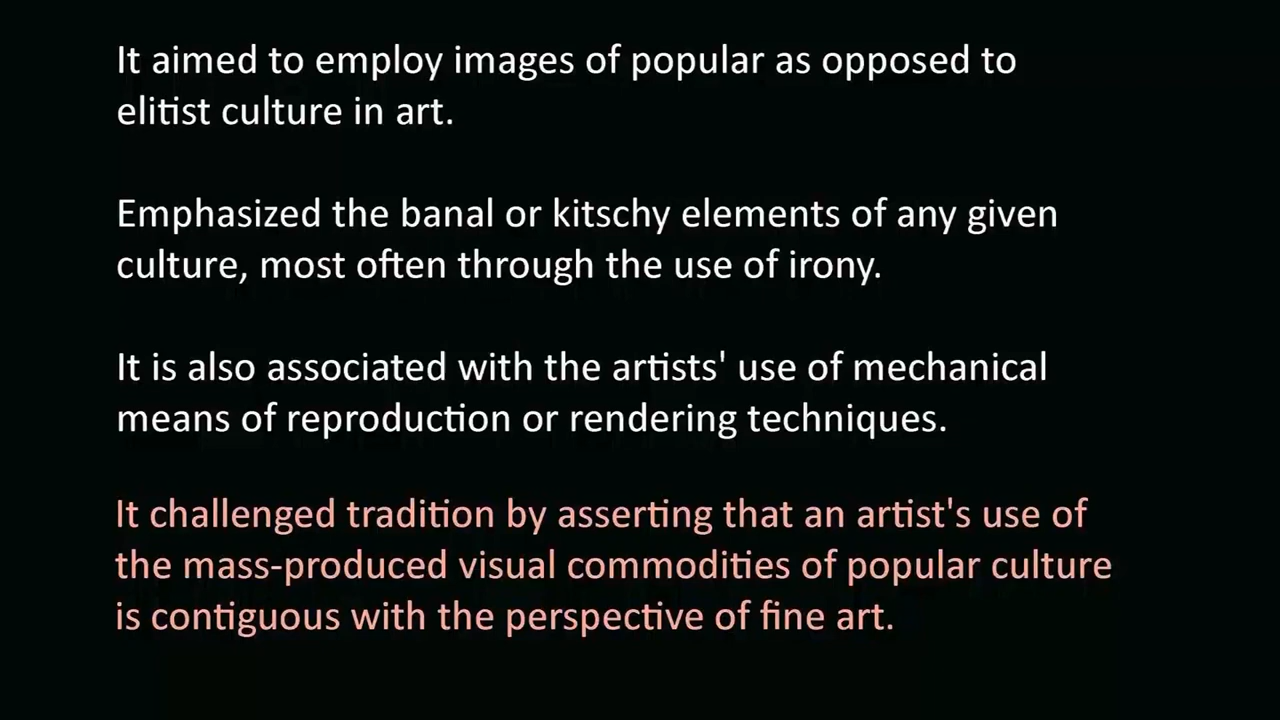 It aimed to employ images of popular as opposed to
elitist culture in art.
Emphasized the banal or kitschy elements of any given
culture, most often through the use of irony.
It is also associated with the artists' use of mechanical
means of reproduction or rendering techniques.
It challenged tradition by asserting that an artist's use of
the mass-produced visual commodities of popular culture
is contiguous with the perspective of fine art.